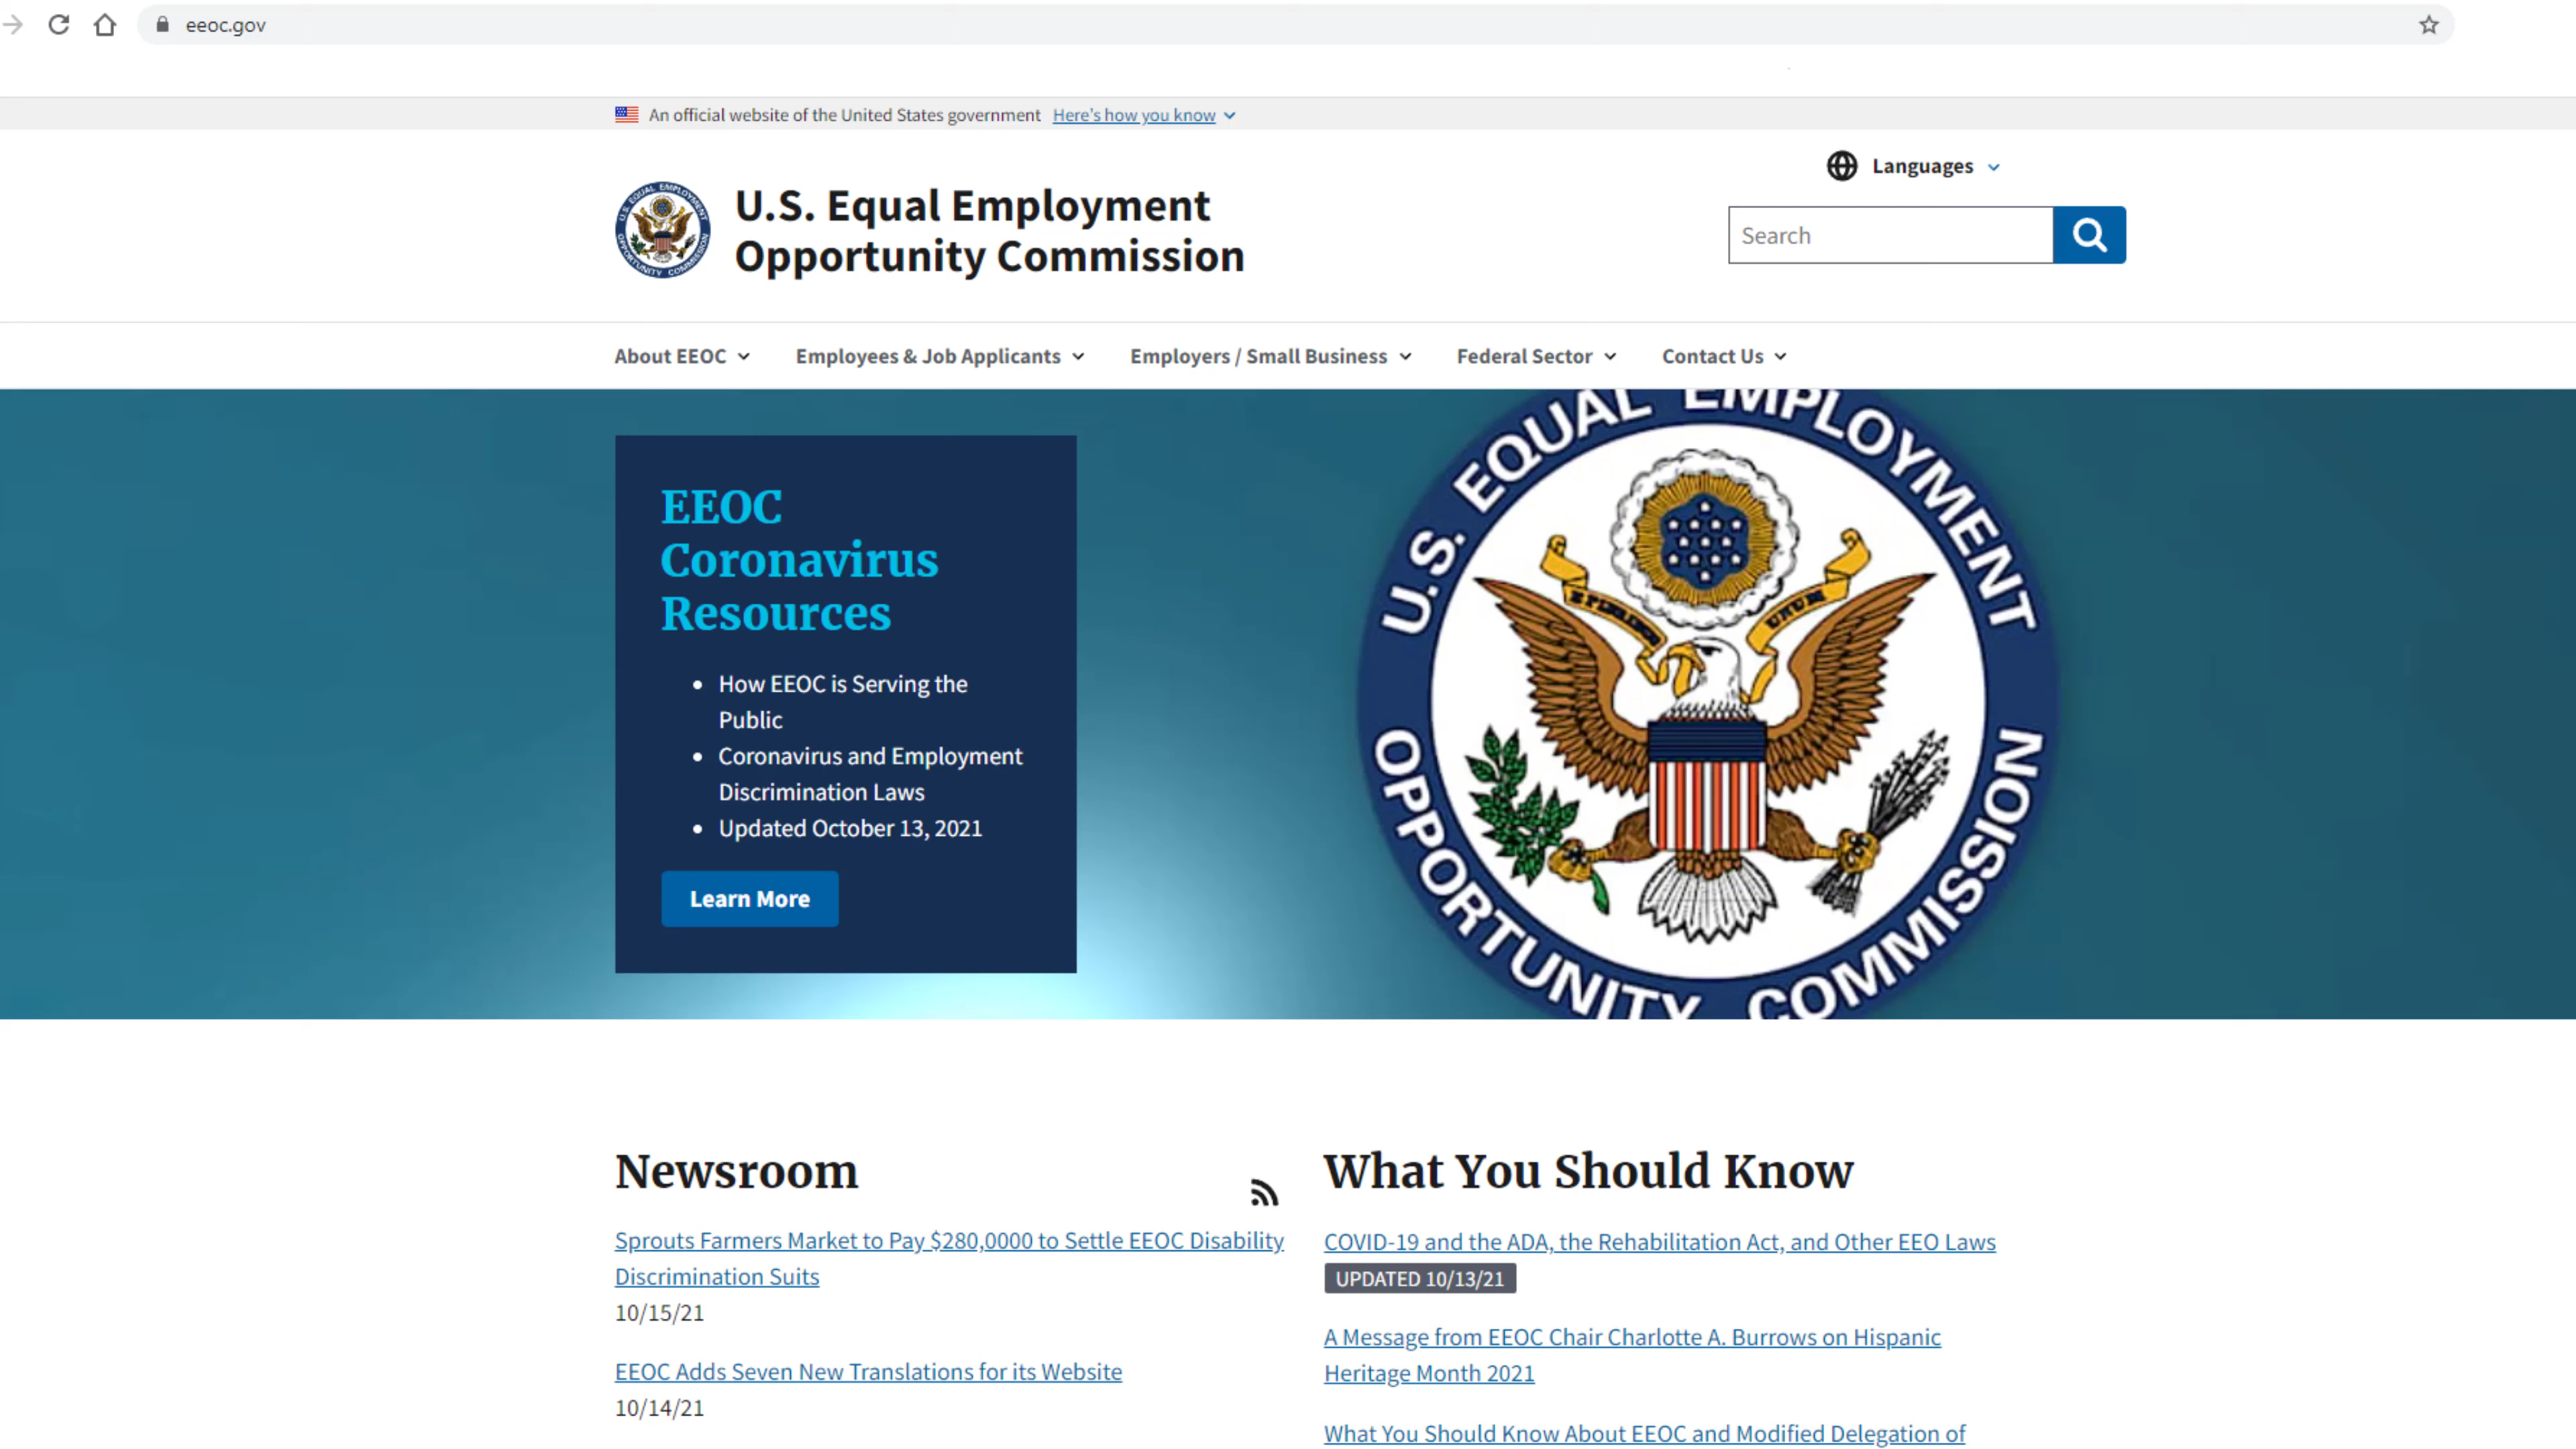 eeoc.gov
An official website of the United States government Here's how you know
Languages
U.S. EQUAL EMPLOYMENT OPPORTUNITY COMMISSION
U.S. Equal Employment
Opportunity Commission
Search
About EEOC Employees & Job Applicants Employers / Small Business Federal Sector Contact Us
EEOC
Coronavirus
Resources
How EEOC is Serving the
Public
Coronavirus and Employment
Discrimination Laws
Updated October 13, 2021
Learn More
U.S. EQUAL EMPLOYMENT
OPPORTUNITY COMMISSION
UNUM
Newsroom
Sprouts Farmers Market to Pay $280,0000 to Settle EEOC Disability
Discrimination Suits
10/15/21
EEOC Adds Seven New Translations for its Website
10/14/21
What You Should Know
COVID-19 and the ADA, the Rehabilitation Act, and Other EEO Laws
UPDATED 10/13/21
A Message from EEOC Chair Charlotte A. Burrows on Hispanic
Heritage Month 2021
What You Should Know About EEOC and Modified Delegation of